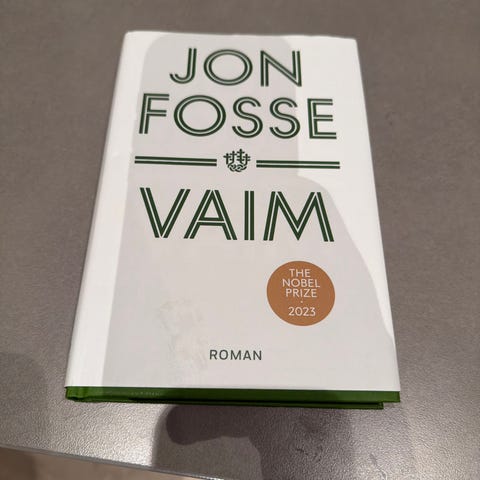 JON
FOSSE
VAIM
THE
NOBEL
PRIZE
·
2023
ROMAN